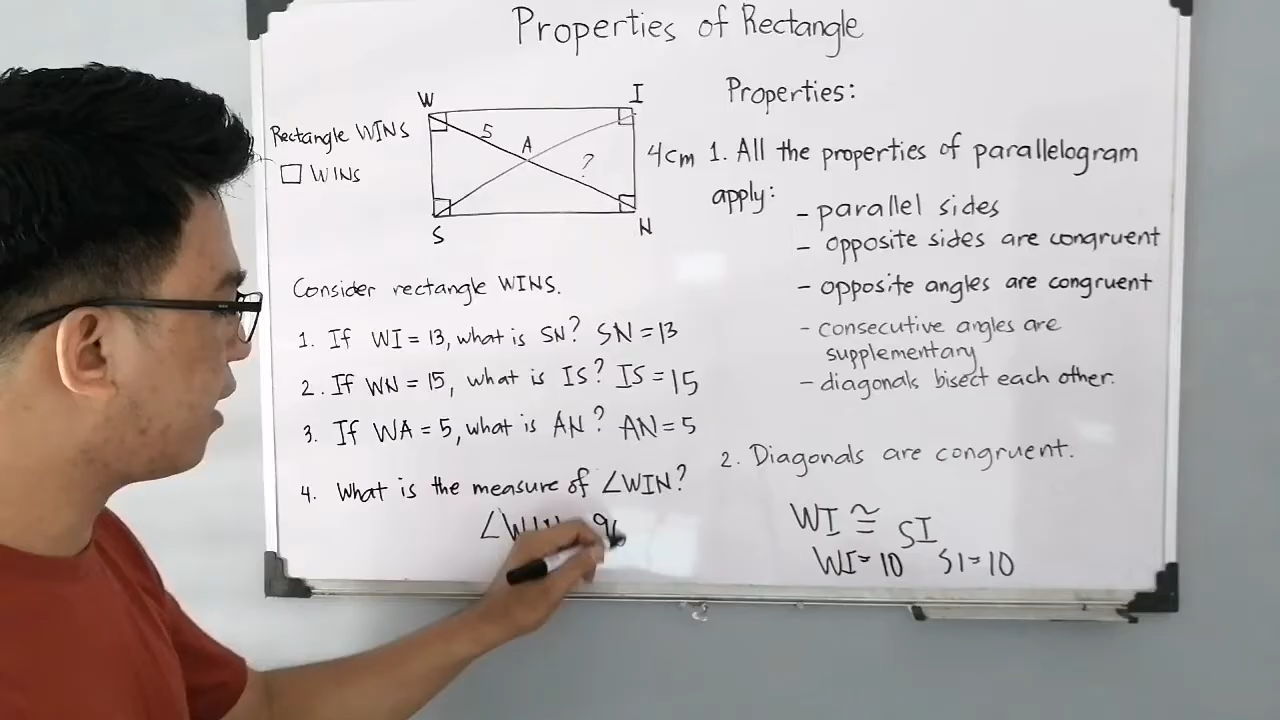 Properties of Rectangle
Rectangle WINS
□ WINS
W
I
5
A
?
S
N
4cm
Properties:
1. All the properties of parallelogram
apply:
- parallel sides
- opposite sides are congruent
- opposite angles are congruent
- consecutive angles are
supplementary
- diagonals bisect each other.
2. Diagonals are congruent.
WI ≅ SI
WI = 10 SI = 10
Consider rectangle WINS.
1. If WI = 13, what is SN? SN = 13
2. If WN = 15, what is IS? IS = 15
3. If WA = 5, what is AN? AN = 5
4. What is the measure of ∠WIN?